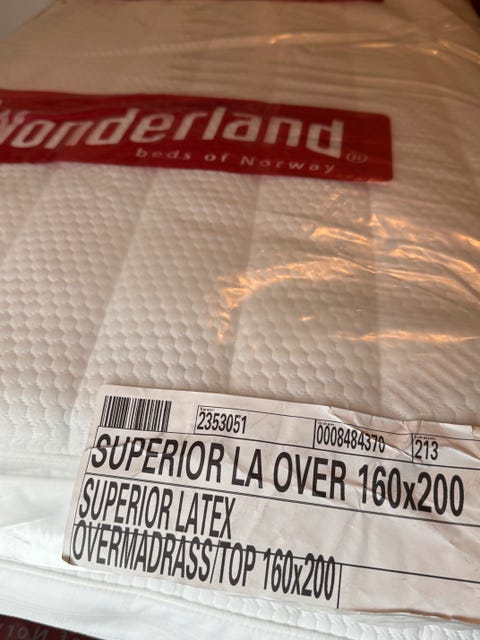 Wonderland®
beds of Norway
2353051 0008484370 213
SUPERIOR LA OVER 160x200
SUPERIOR LATEX
OVERMADRASS/TOP 160x200